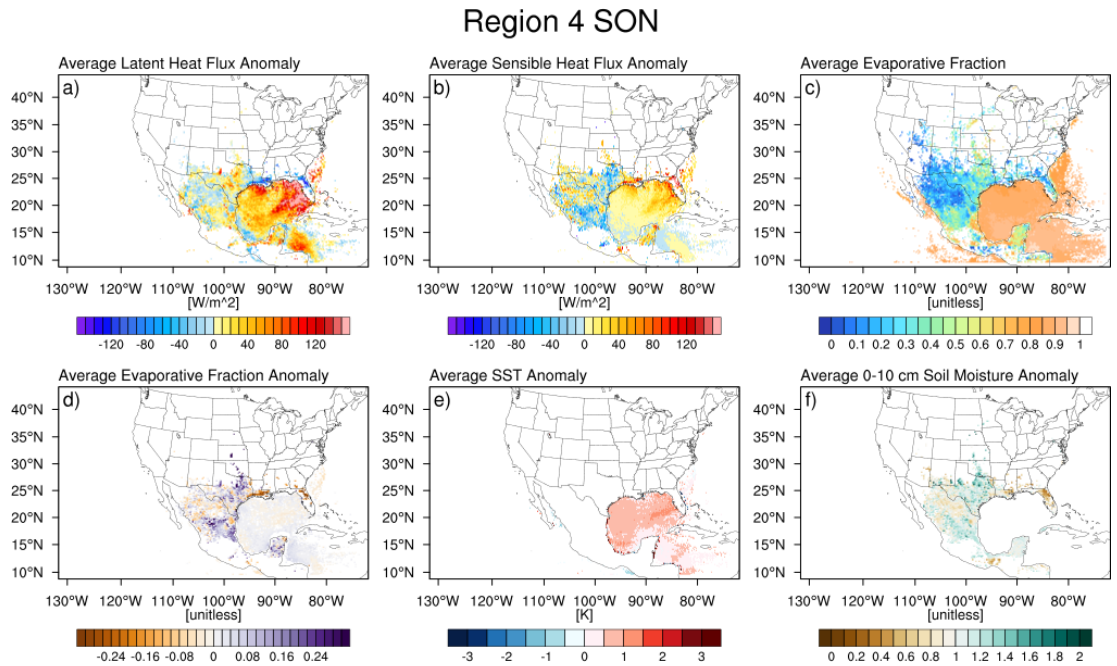 Region 4 SON
Average Latent Heat Flux Anomaly
a)
40°N
35°N
30°N
25°N
20°N
15°N
10°N
130°W 120°W 110°W 100°W 90°W 80°W
[W/m^2]
-120 -80 -40 0 40 80 120
Average Sensible Heat Flux Anomaly
b)
40°N
35°N
30°N
25°N
20°N
15°N
10°N
130°W 120°W 110°W 100°W 90°W 80°W
[W/m^2]
-120 -80 -40 0 40 80 120
Average Evaporative Fraction
c)
40°N
35°N
30°N
25°N
20°N
15°N
10°N
130°W 120°W 110°W 100°W 90°W 80°W
[unitless]
0 0.1 0.2 0.3 0.4 0.5 0.6 0.7 0.8 0.9 1
Average Evaporative Fraction Anomaly
d)
40°N
35°N
30°N
25°N
20°N
15°N
10°N
130°W 120°W 110°W 100°W 90°W 80°W
[unitless]
-0.24 -0.16 -0.08 0 0.08 0.16 0.24
Average SST Anomaly
e)
40°N
35°N
30°N
25°N
20°N
15°N
10°N
130°W 120°W 110°W 100°W 90°W 80°W
[K]
-3 -2 -1 0 1 2 3
Average 0-10 cm Soil Moisture Anomaly
f)
40°N
35°N
30°N
25°N
20°N
15°N
10°N
130°W 120°W 110°W 100°W 90°W 80°W
[unitless]
0 0.2 0.4 0.6 0.8 1 1.2 1.4 1.6 1.8 2